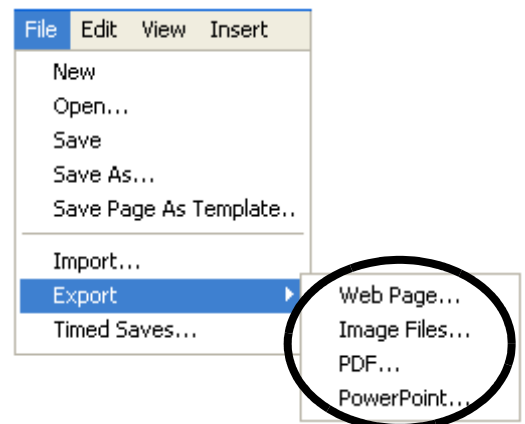 File Edit View Insert
New
Open...
Save
Save As...
Save Page As Template..
Import...
Export
Timed Saves...
Web Page...
Image Files...
PDF...
PowerPoint...